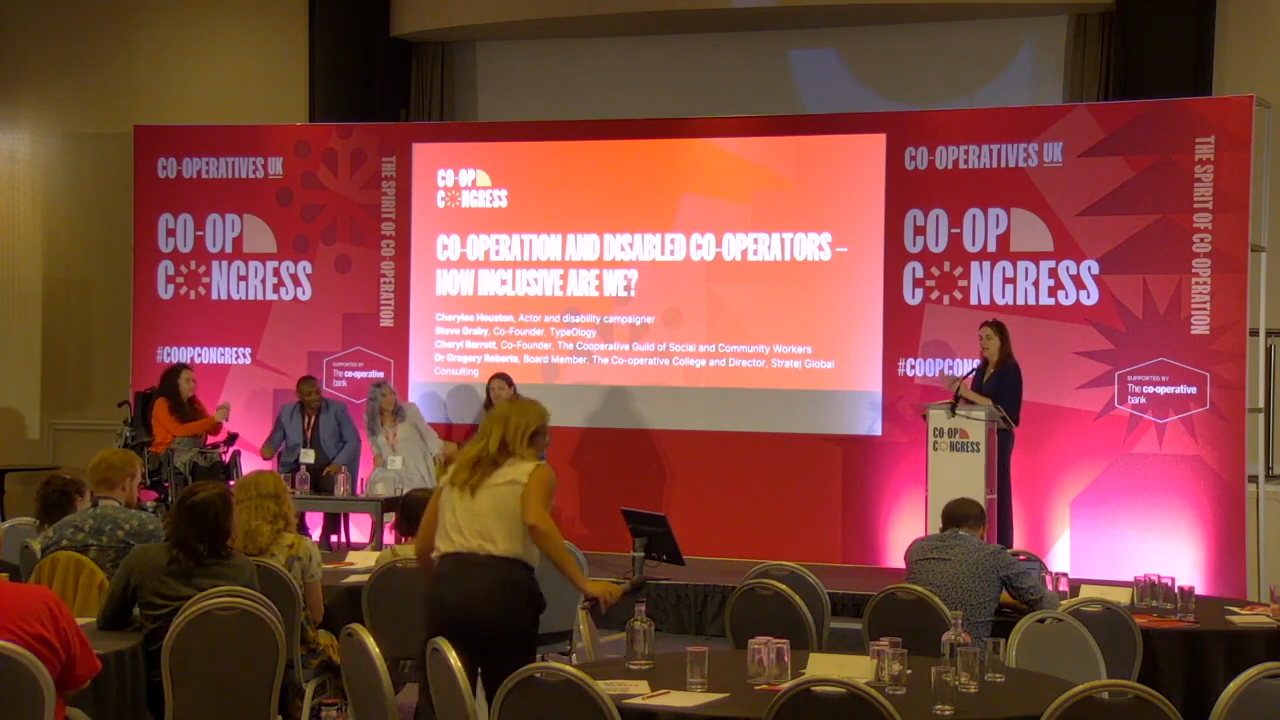 CO-OPERATIVES UK
CO-OP
CONGRESS
#COOPCONGRESS
THE SPIRIT OF CO-OPERATION
SUPPORTED BY
The co-operative
bank
CO-OP
CONGRESS
CO-OPERATION AND DISABLED CO-OPERATORS –
HOW INCLUSIVE ARE WE?
Cherylee Houston, Actor and disability campaigner
Steve Graby, Co-Founder, TypeOlogy
Cheryl Barrott, Co-Founder, The Cooperative Guild of Social and Community Workers
Dr Gregory Roberts, Board Member, The Co-operative College and Director, Stratej Global
Consulting
CO-OPERATIVES UK
CO-OP
CONGRESS
#COOPCONG
THE SPIRIT OF CO-OPERATION
SUPPORTED BY
The co-operative
bank
CO-OP
CONGRESS